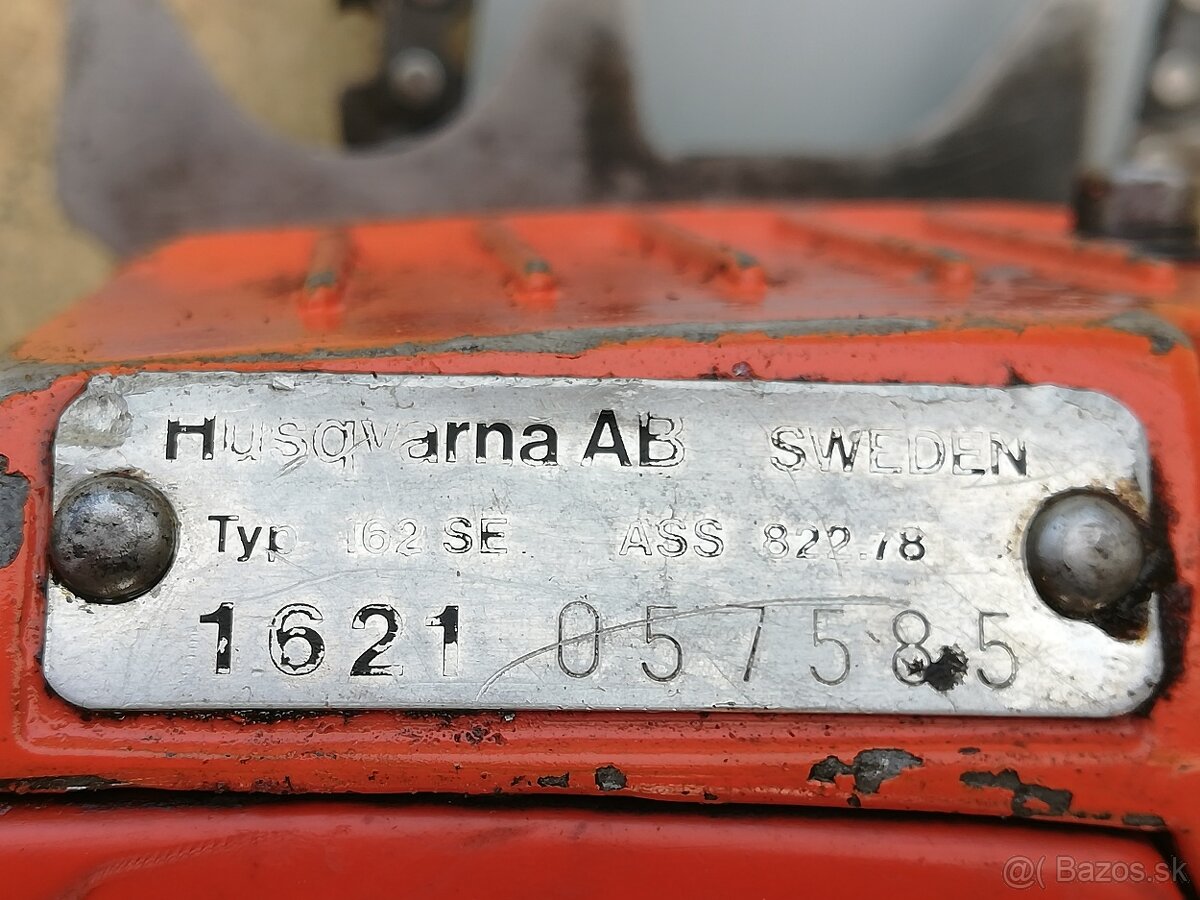 Husqvarna AB SWEDEN
Typ 162 SE ASS 822.78
1621 057585
@( Bazos.sk